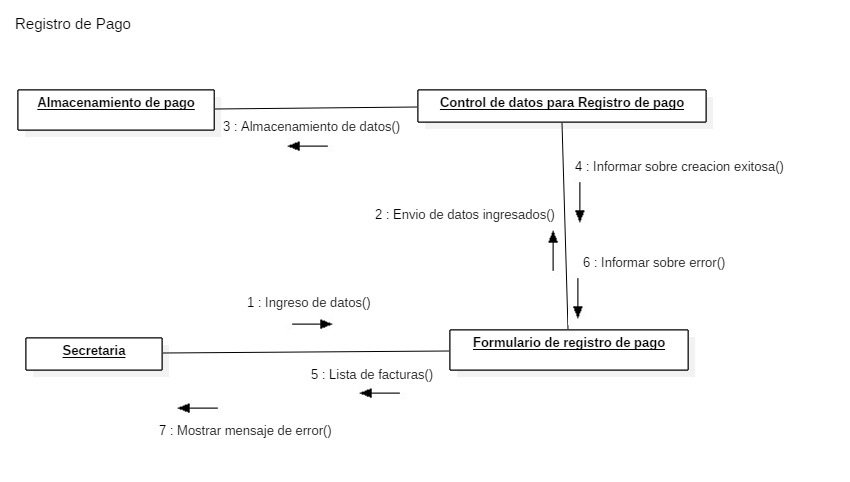 Registro de Pago
Almacenamiento de pago
Control de datos para Registro de pago
3 : Almacenamiento de datos()
4 : Informar sobre creacion exitosa()
2 : Envio de datos ingresados()
6 : Informar sobre error()
1 : Ingreso de datos()
Secretaria
Formulario de registro de pago
5 : Lista de facturas()
7 : Mostrar mensaje de error()